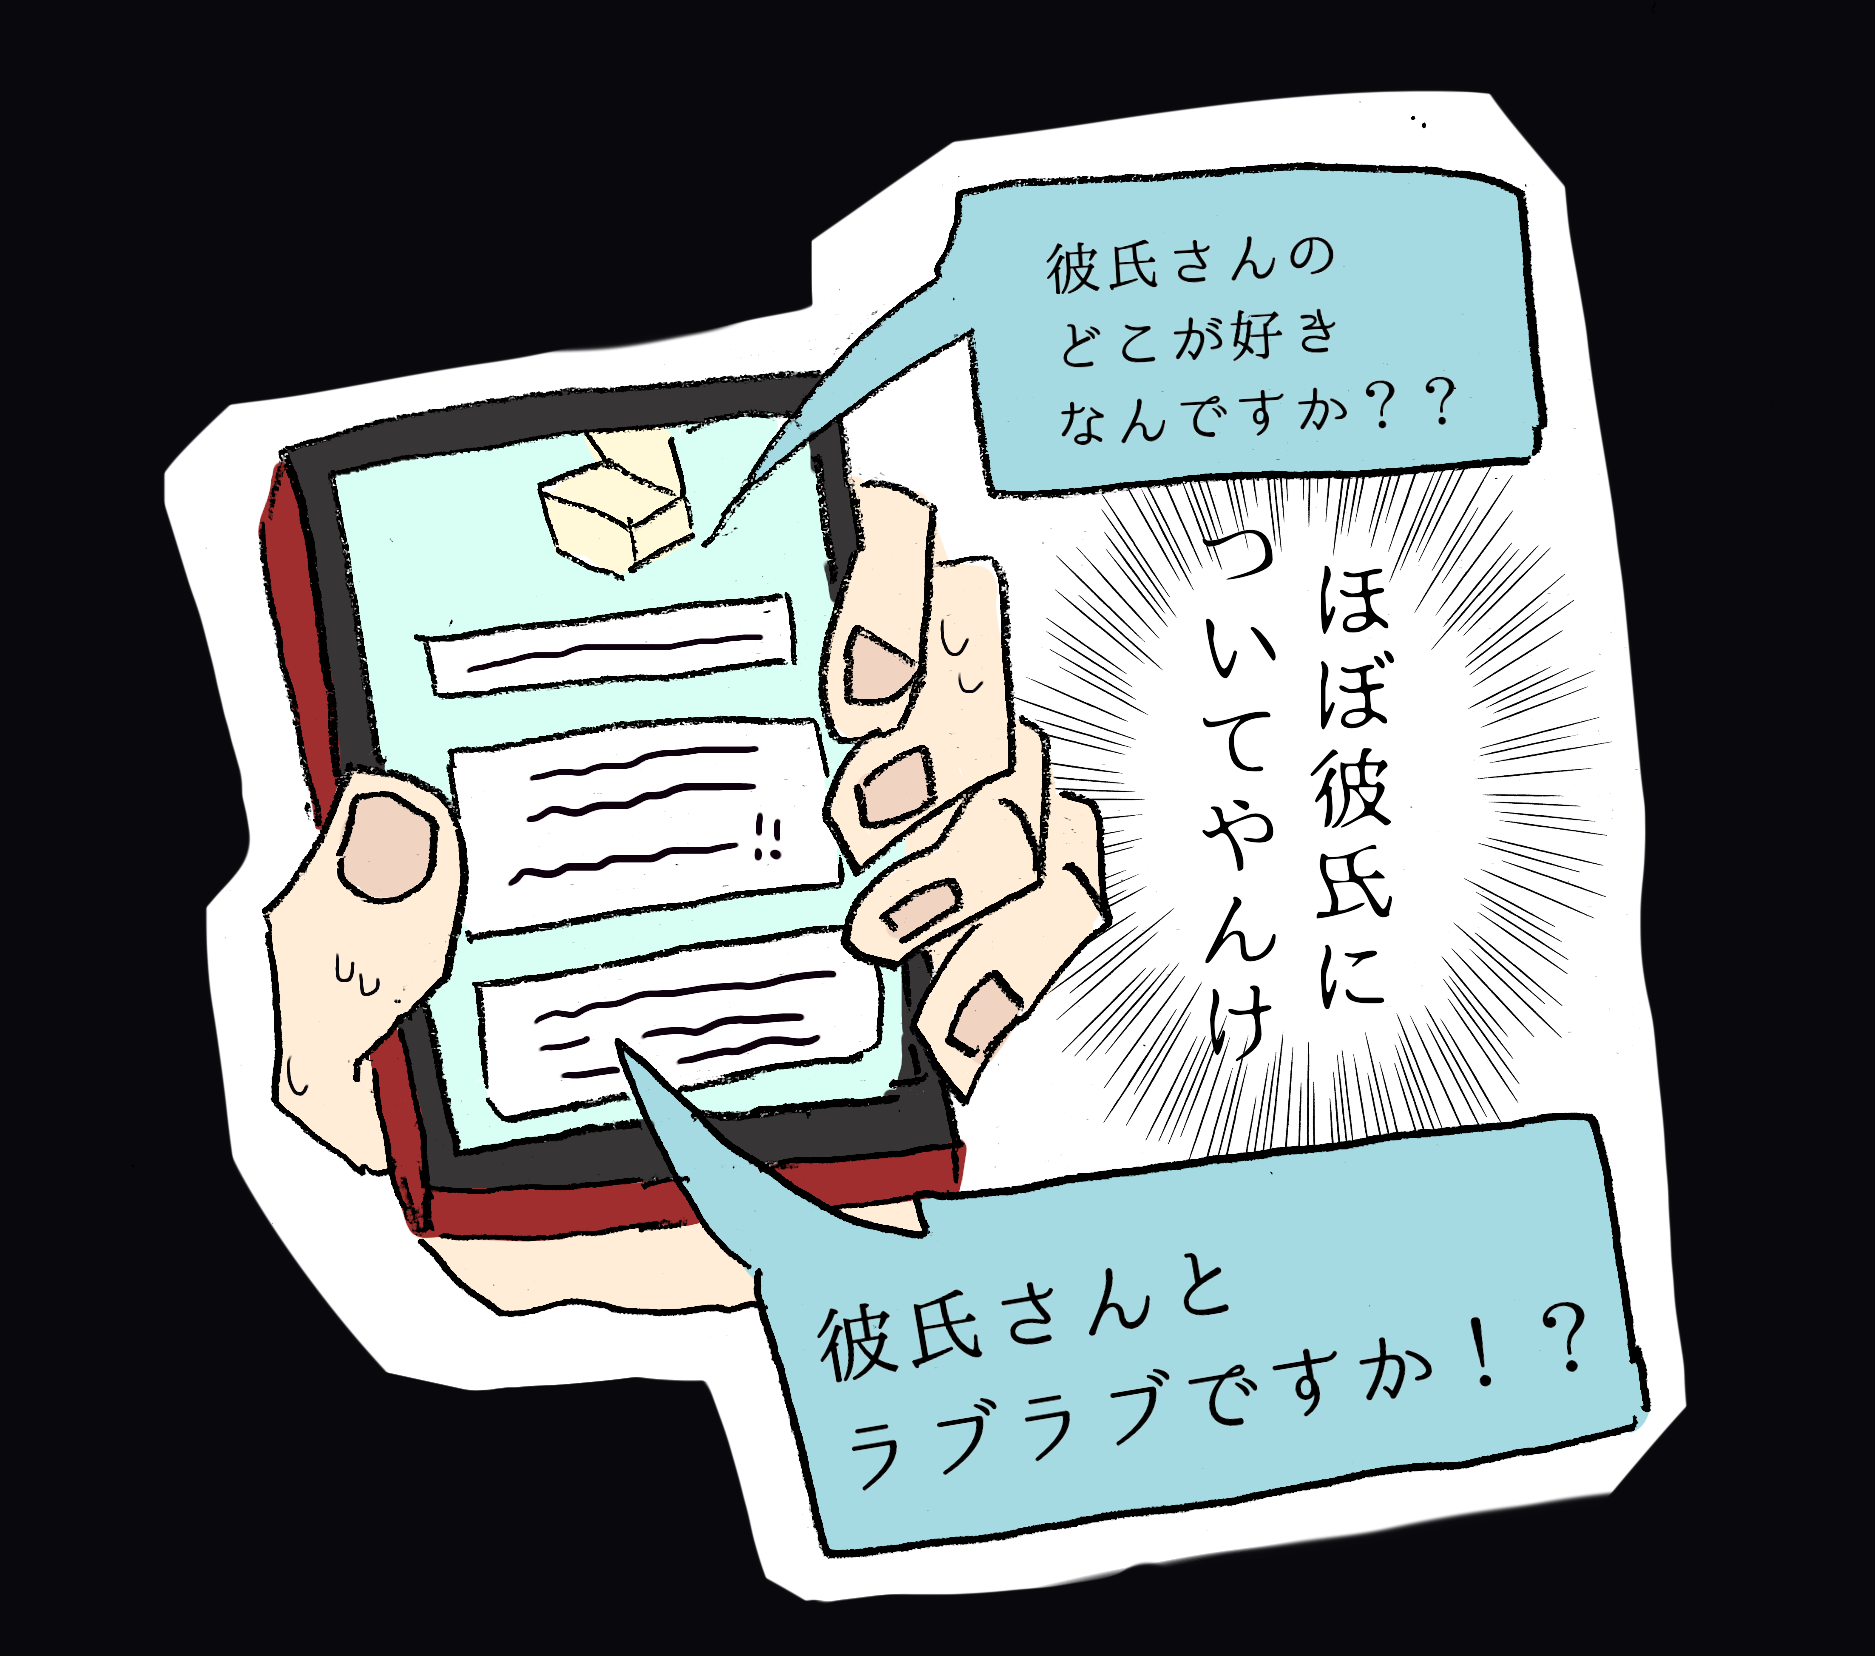 彼氏さんの
どこが好き
なんですか？？
ほぼ彼氏に
ついてやんけ
彼氏さんと
ラブラブですか！？
!!